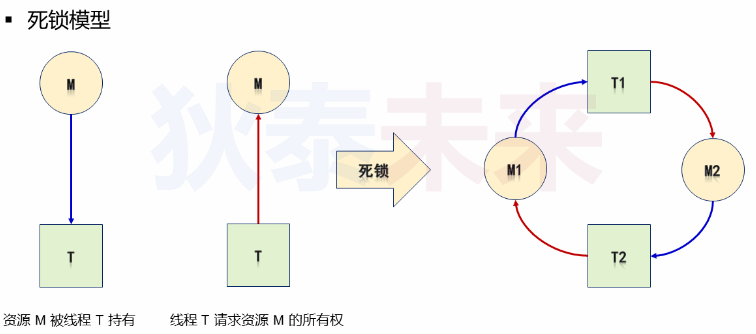 死锁模型
M
T
M
T
死锁
T1
M1
M2
T2
狄泰未来
资源 M 被线程 T 持有
线程 T 请求资源 M 的所有权